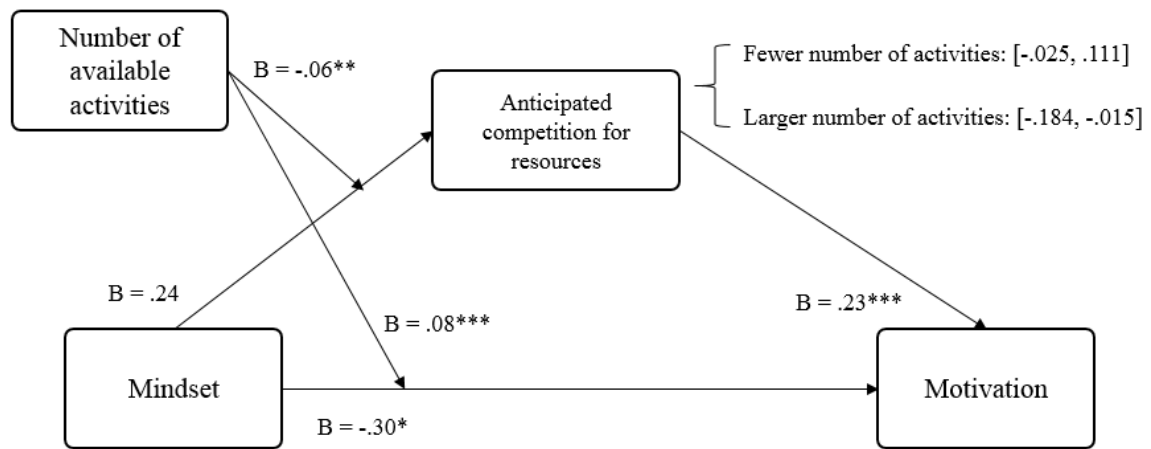 Number of
available
activities
B = -.06**
Anticipated
competition for
resources
Fewer number of activities: [-.025, .111]
Larger number of activities: [-.184, -.015]
B = .24
B = .08***
B = .23***
Mindset
B = -.30*
Motivation